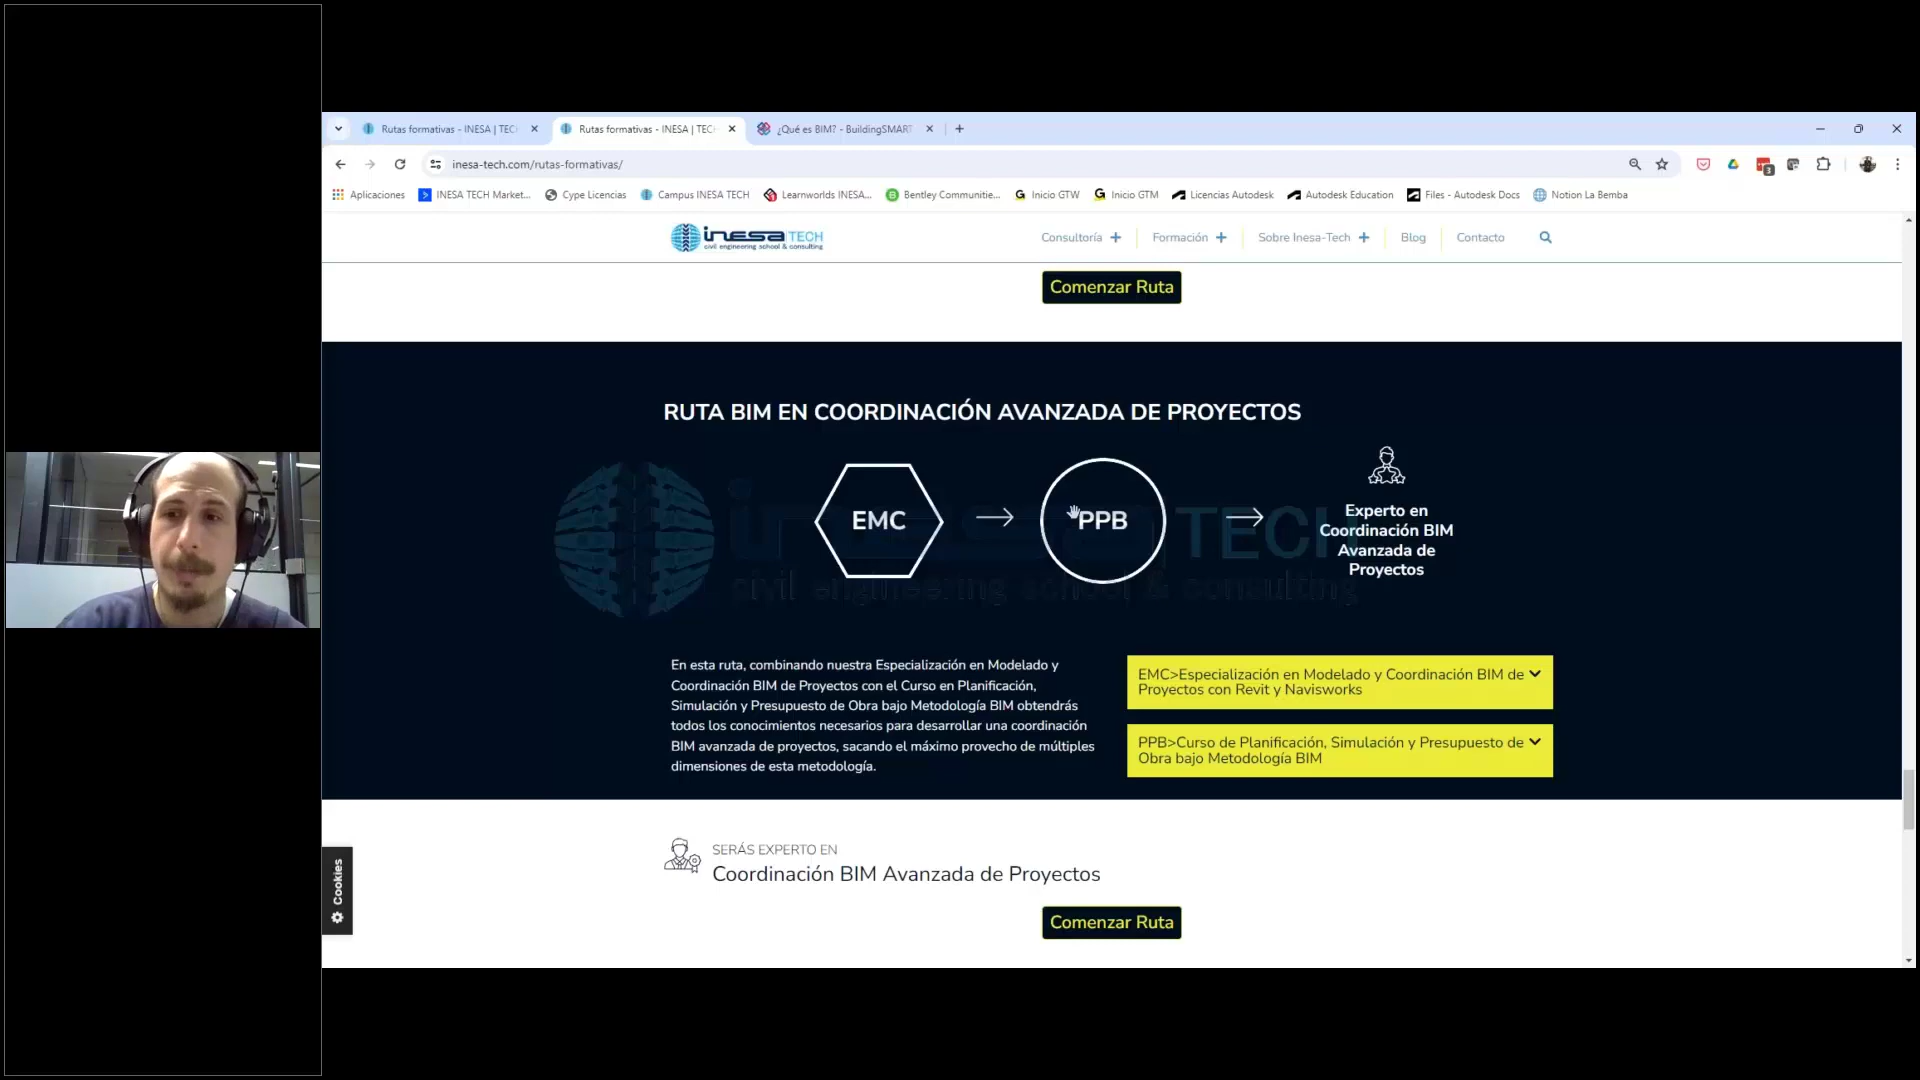 Rutas formativas - INESA | TEC
Rutas formativas - INESA | TECH
¿Qué es BIM? - BuildingSMART
inesa-tech.com/rutas-formativas/
3
Aplicaciones
INESA TECH Market...
Cype Licencias
Campus INESA TECH
Learnworlds INESA...
Bentley Communitie...
Inicio GTW
Inicio GTM
Licencias Autodesk
Autodesk Education
Files - Autodesk Docs
Notion La Bemba
inesa TECH
civil engineering school & consulting
Consultoría +
Formación +
Sobre Inesa-Tech +
Blog
Contacto
Comenzar Ruta
RUTA BIM EN COORDINACIÓN AVANZADA DE PROYECTOS
EMC
PPB
Experto en
Coordinación BIM
Avanzada de
Proyectos
inesa TECH
civil engineering school & consulting
En esta ruta, combinando nuestra Especialización en Modelado y
Coordinación BIM de Proyectos con el Curso en Planificación,
Simulación y Presupuesto de Obra bajo Metodología BIM obtendrás
todos los conocimientos necesarios para desarrollar una coordinación
BIM avanzada de proyectos, sacando el máximo provecho de múltiples
dimensiones de esta metodología.
EMC>Especialización en Modelado y Coordinación BIM de
Proyectos con Revit y Navisworks
PPB>Curso de Planificación, Simulación y Presupuesto de
Obra bajo Metodología BIM
SERÁS EXPERTO EN
Coordinación BIM Avanzada de Proyectos
Cookies
Comenzar Ruta